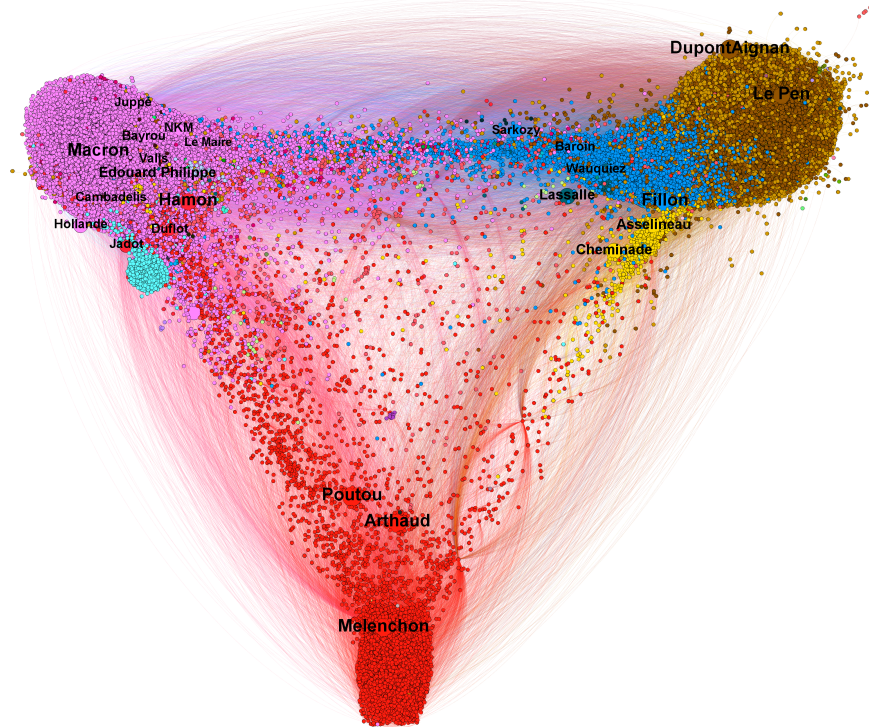 DupontAignan
Le Pen
Juppé
NKM
Bayrou
Le Maire
Macron
Valls
Edouard Philippe
Sarkozy
Baroin
Wauquiez
Cambadelis
Hamon
Lassalle
Fillon
Hollande
Duflot
Asselineau
Jadot
Cheminade
Poutou
Arthaud
Melenchon